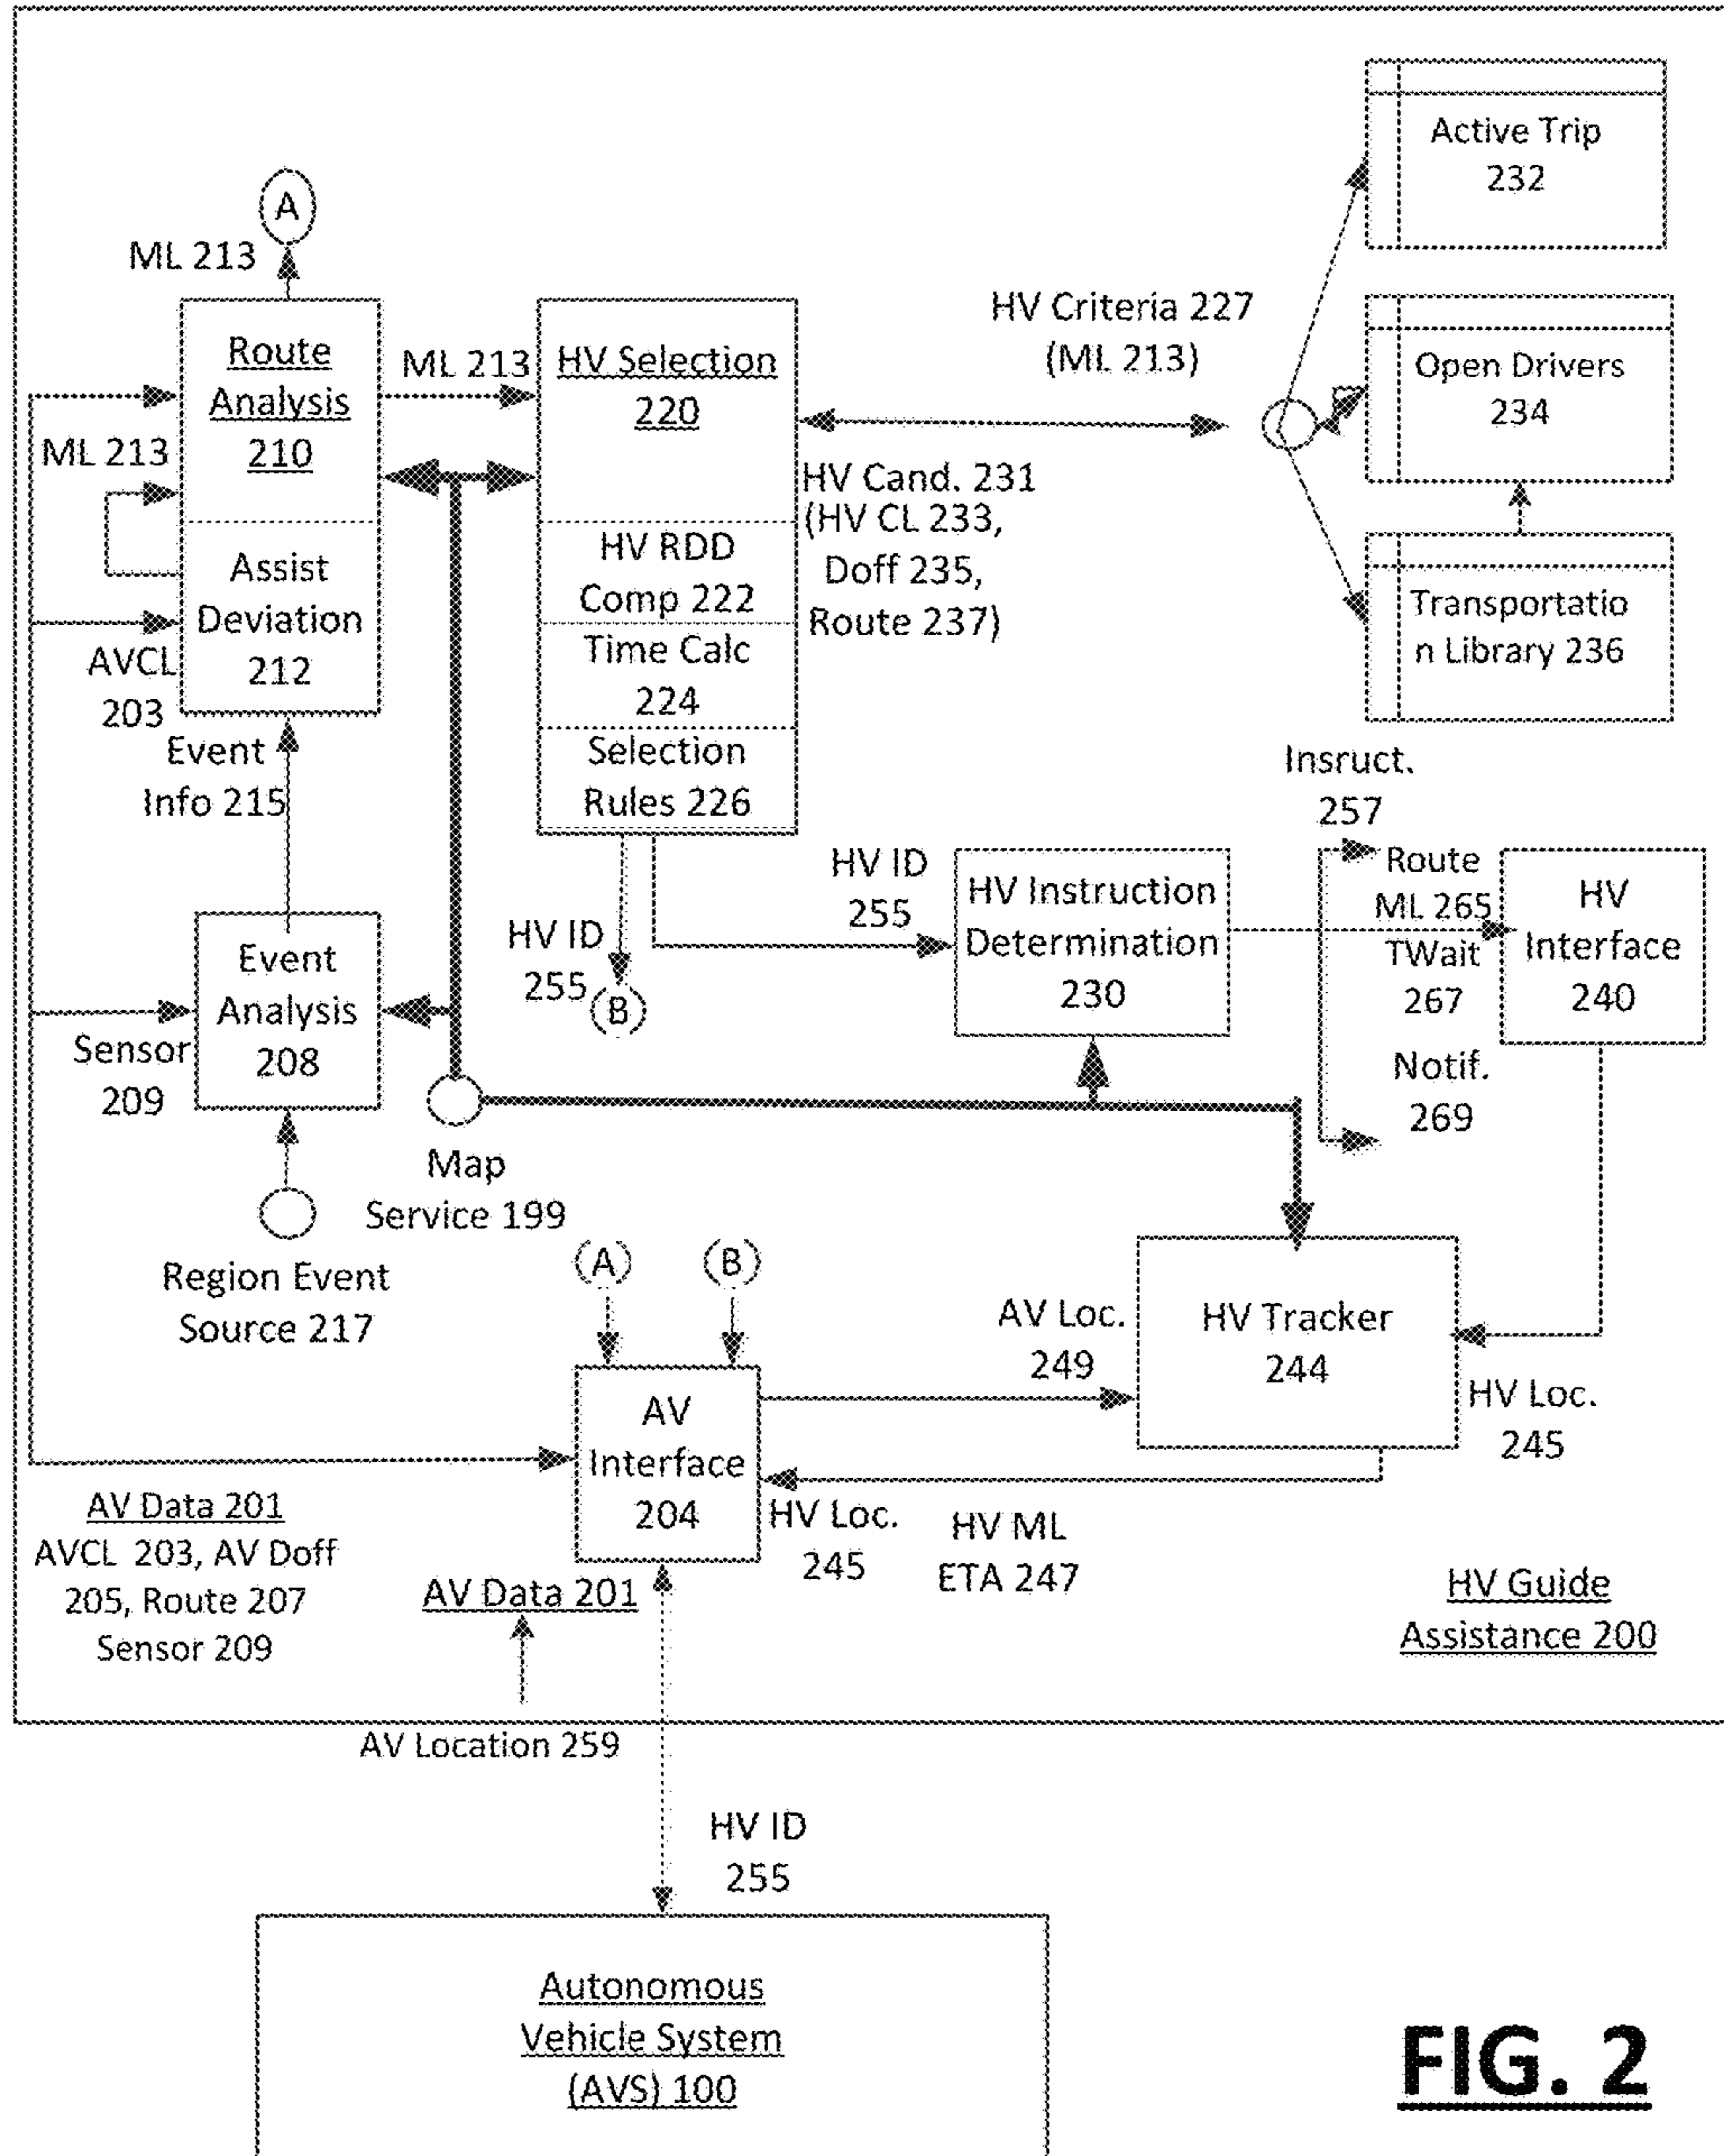 Active Trip
232
A
ML 213
Route
Analysis
210
ML 213
HV Selection
220
HV Criteria 227
(ML 213)
Open Drivers
234
ML 213
HV Cand. 231
(HV CL 233,
Doff 235,
Route 237)
Assist
Deviation
212
HV RDD
Comp 222
Time Calc
224
Selection
Rules 226
Transportatio
n Library 236
AVCL
203
Event
Info 215
Insruct.
257
HV ID
255
B
HV ID
255
HV Instruction
Determination
230
Route
ML 265
TWait
267
HV
Interface
240
Event
Analysis
208
Sensor
209
Notif.
269
Map
Service 199
Region Event
Source 217
A
B
AV Loc.
249
HV Tracker
244
HV Loc.
245
AV
Interface
204
HV Loc.
245
HV ML
ETA 247
AV Data 201
AVCL 203, AV Doff
205, Route 207
Sensor 209
AV Data 201
HV Guide
Assistance 200
AV Location 259
HV ID
255
Autonomous
Vehicle System
(AVS) 100
FIG. 2